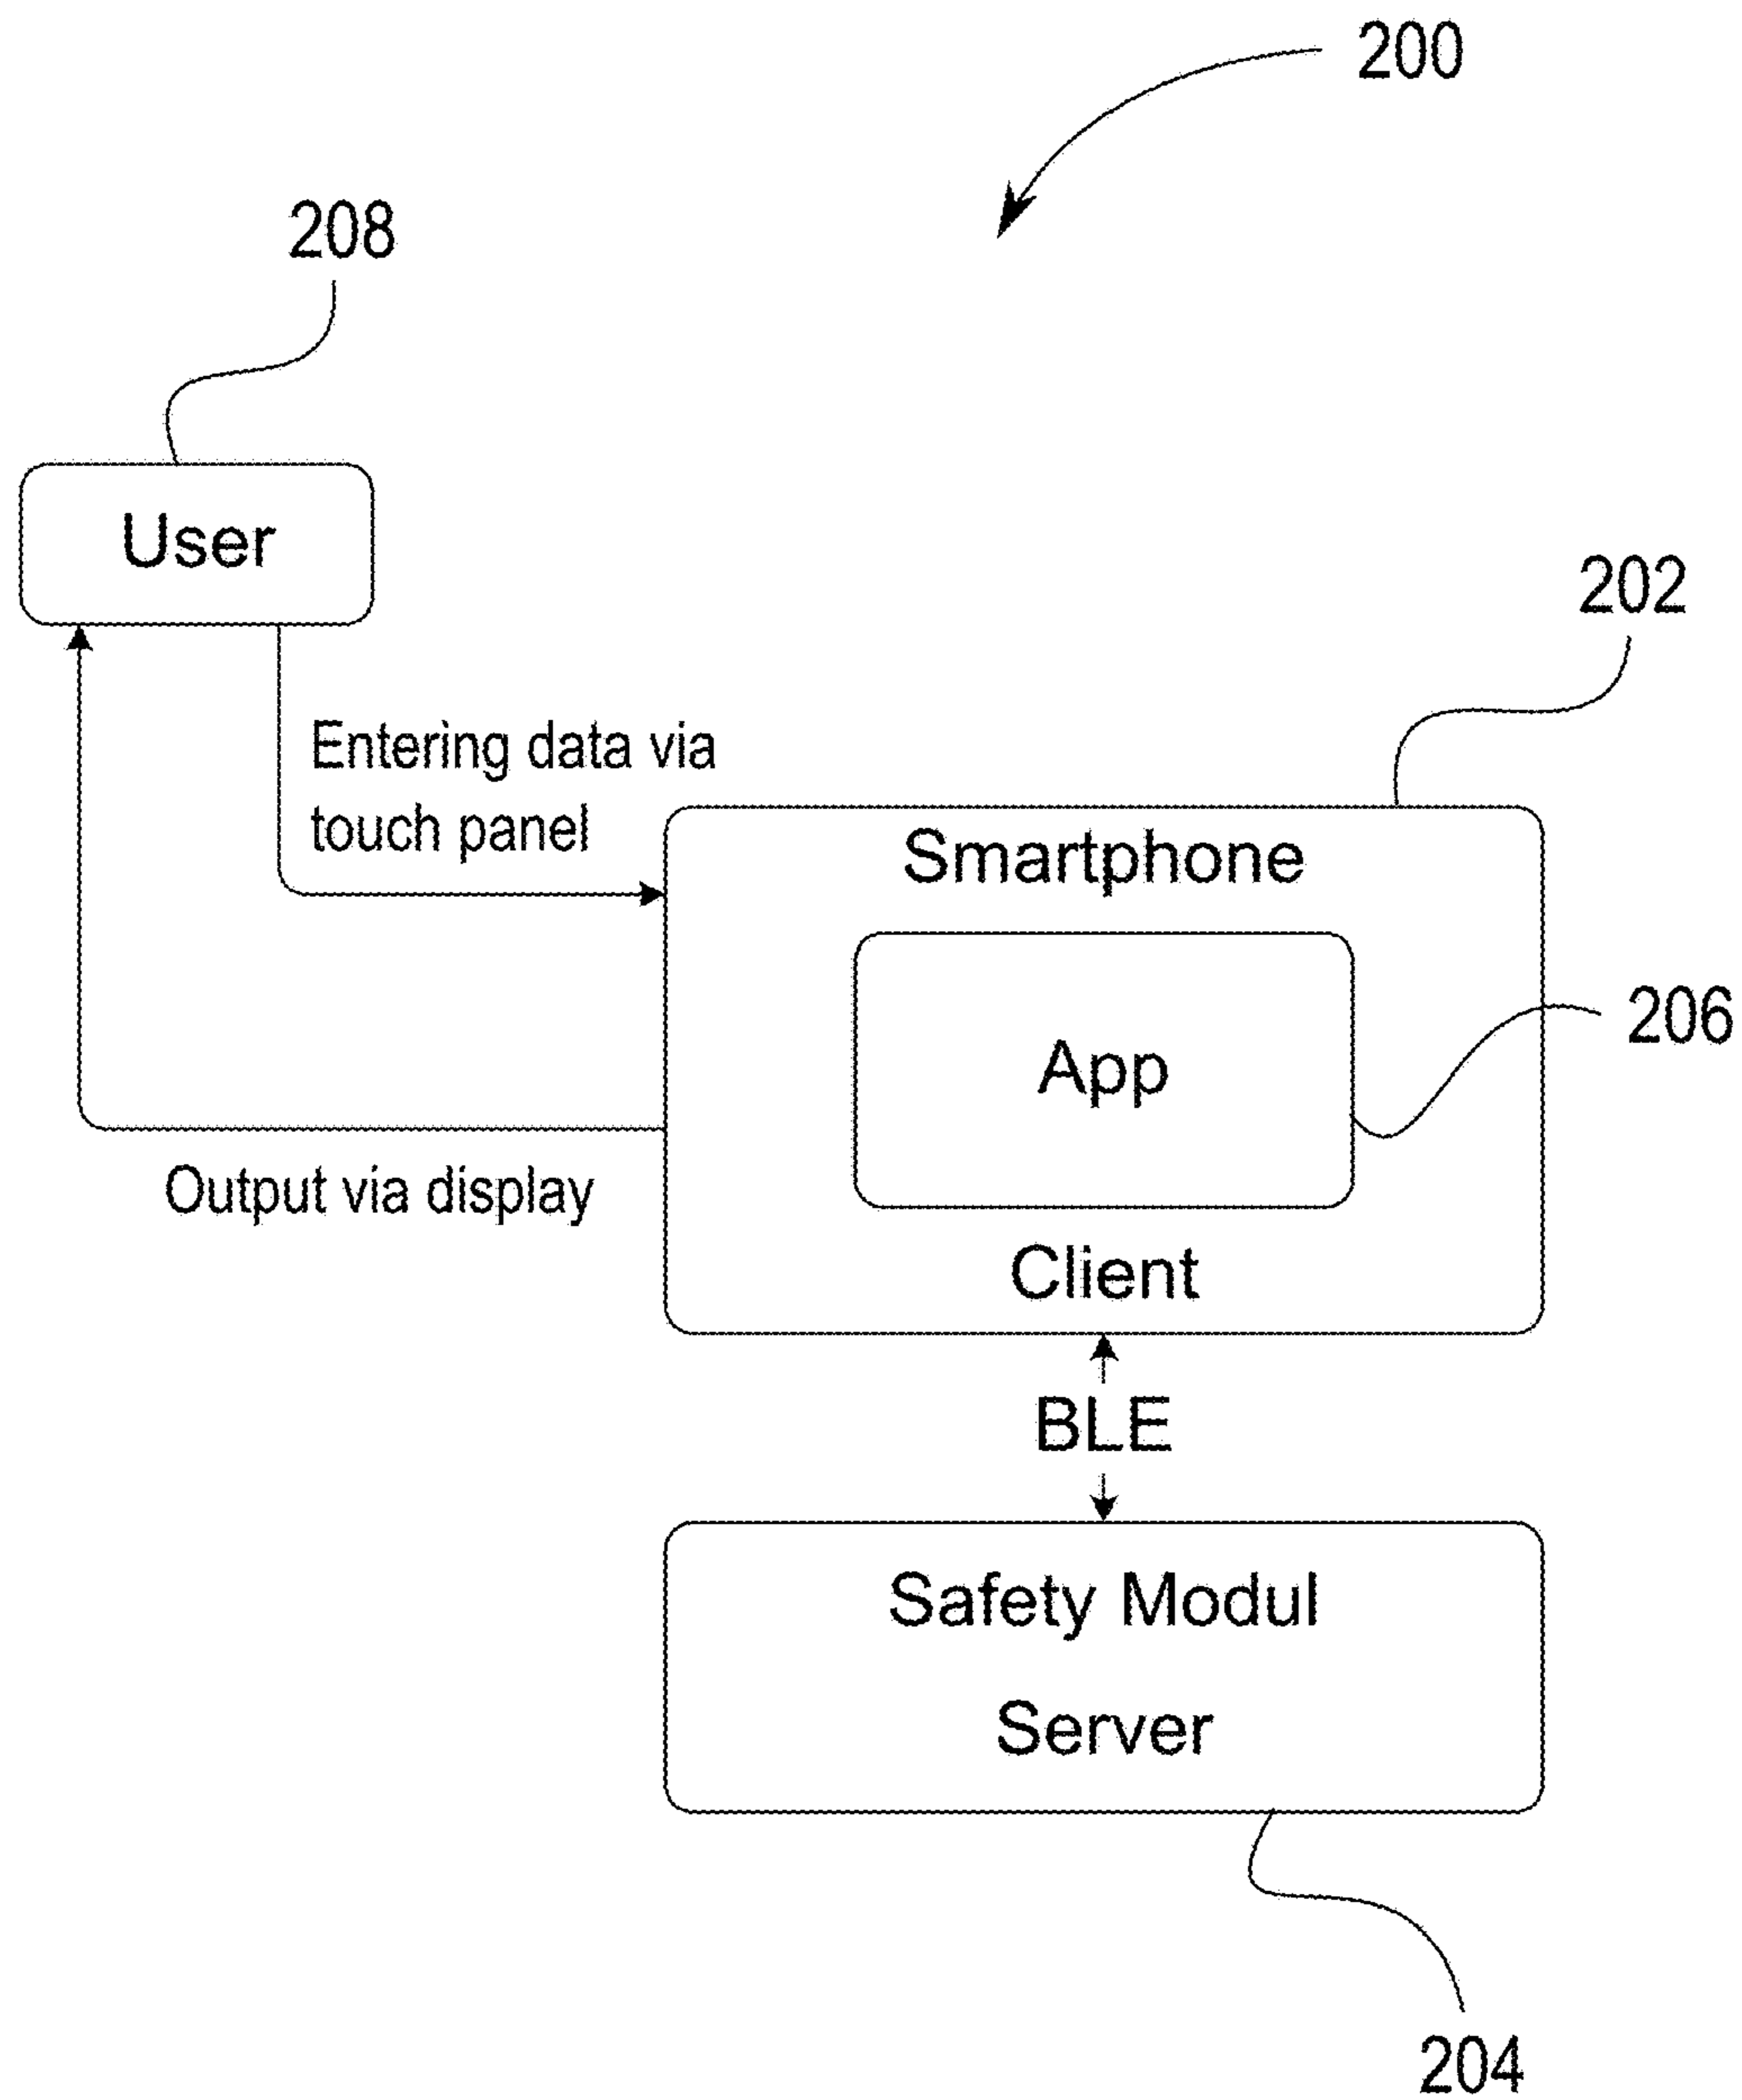 200
208
User
202
Entering data via
touch panel
Smartphone
App
206
Output via display
Client
BLE
Safety Modul
Server
204